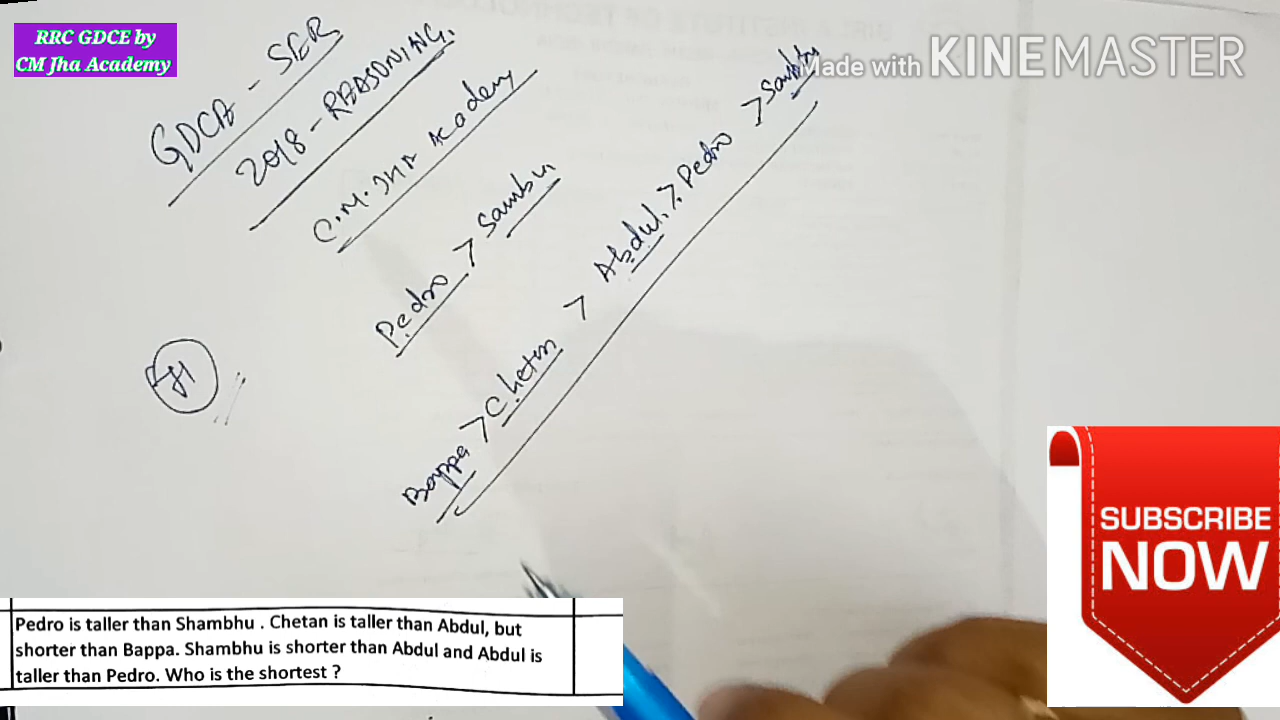 RRC GDCE by
CM Jha Academy
Made with KINEMASTER
GDCA - SER
2018 - REASONING.
C.M. JHA Academy
Pedro > Sambu
Bappa > Chetan > Abdul > Pedro > Sambhu
41
SUBSCRIBE
NOW
Pedro is taller than Shambhu . Chetan is taller than Abdul, but
shorter than Bappa. Shambhu is shorter than Abdul and Abdul is
taller than Pedro. Who is the shortest ?